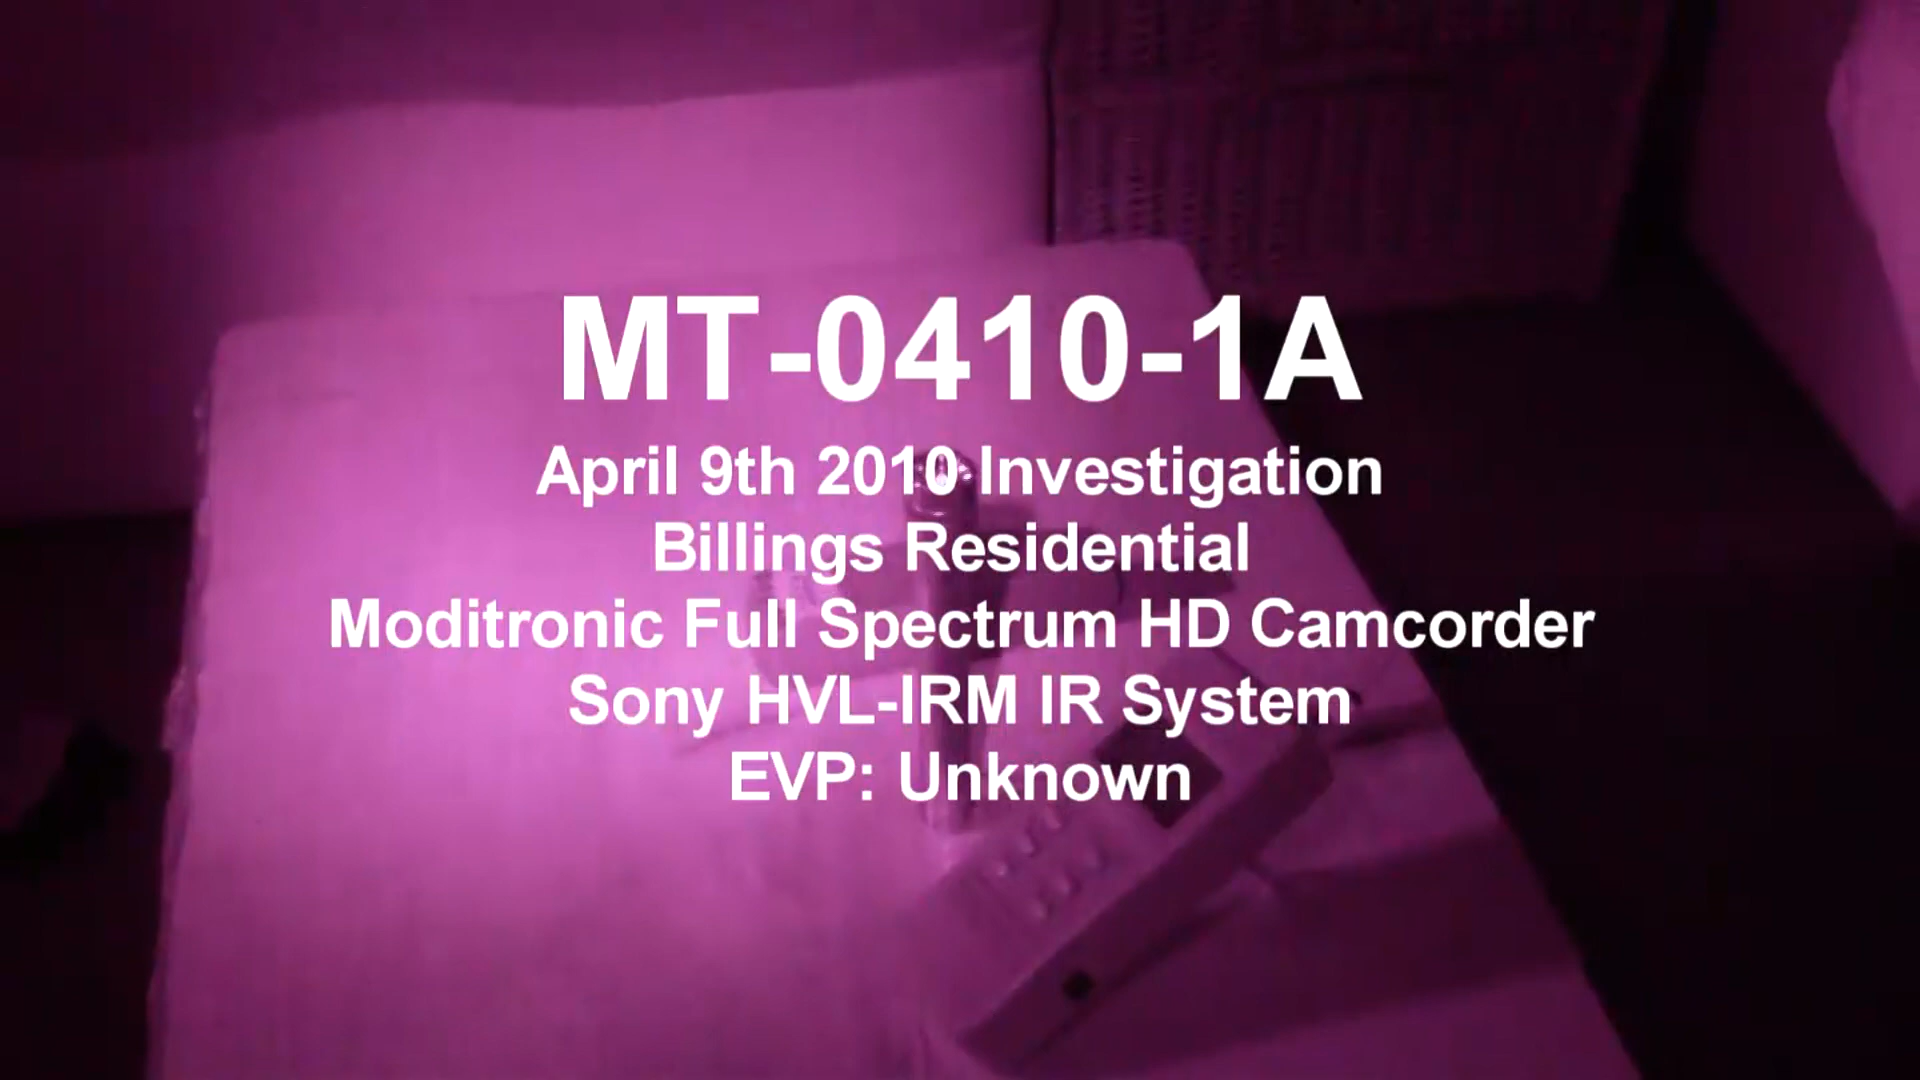 MT-0410-1A
April 9th 2010 Investigation
Billings Residential
Moditronic Full Spectrum HD Camcorder
Sony HVL-IRM IR System
EVP: Unknown